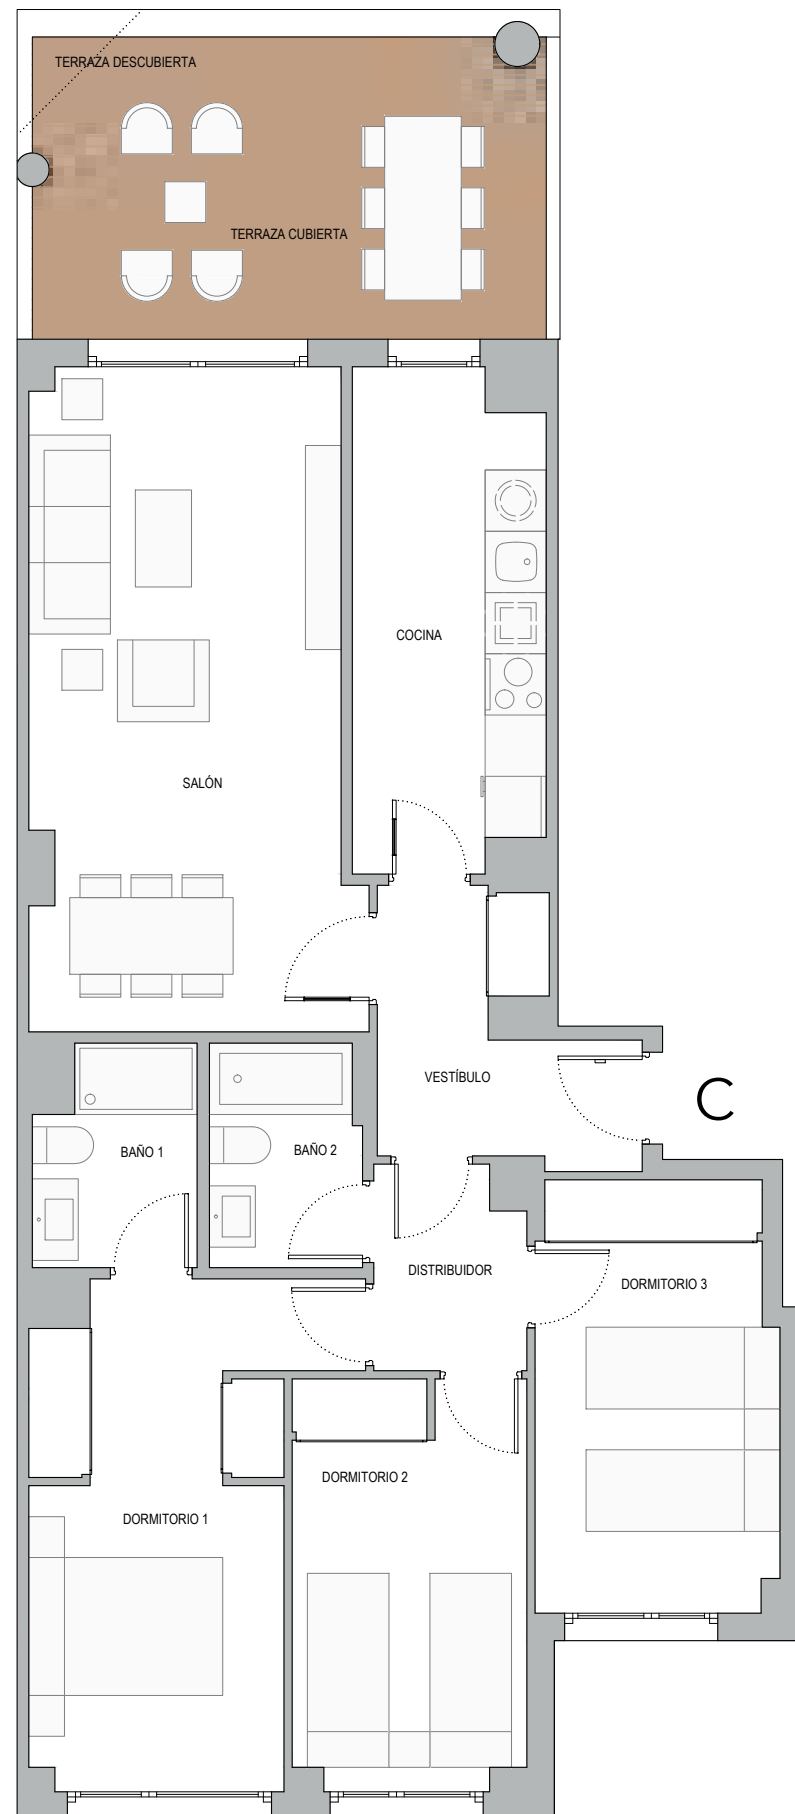 TERRAZA DESCUBIERTA
TERRAZA CUBIERTA
COCINA
SALÓN
VESTÍBULO
C
BAÑO 1
BAÑO 2
DISTRIBUIDOR
DORMITORIO 3
DORMITORIO 2
DORMITORIO 1